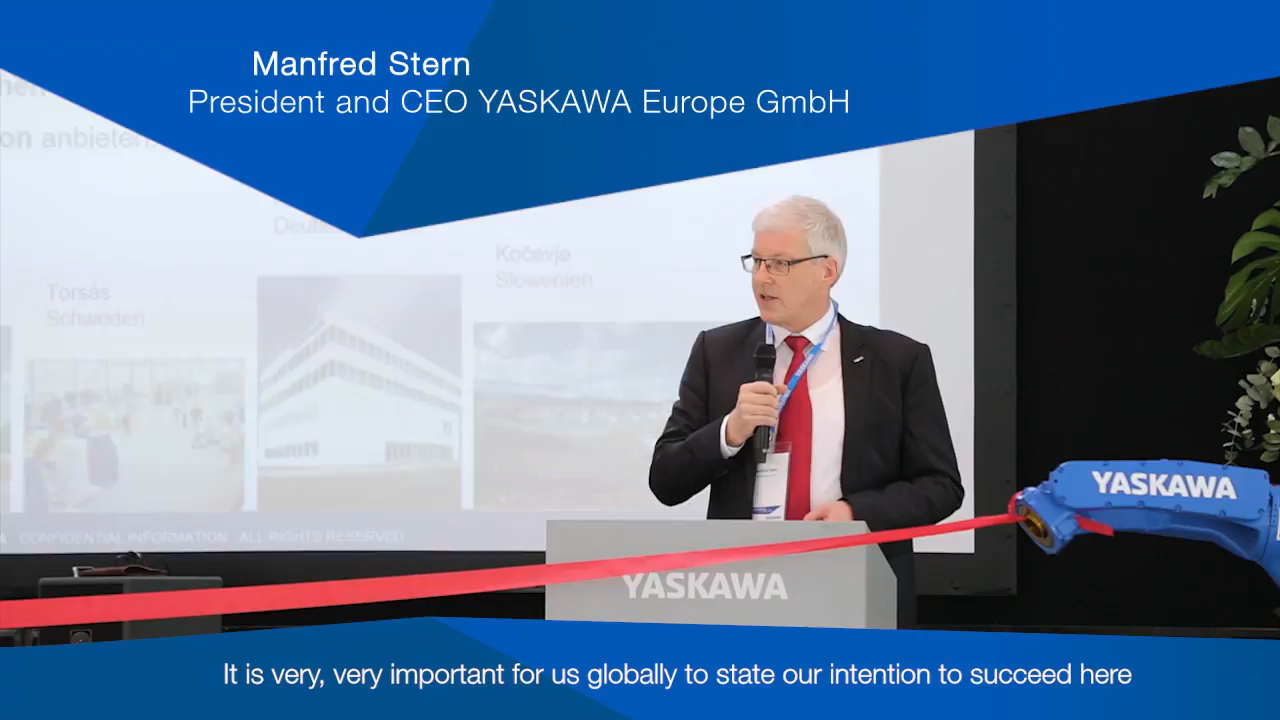 Manfred Stern
President and CEO YASKAWA Europe GmbH
on anbieten
Kočevje
Slowenien
Torsås
Schweden
YASKAWA
YASKAWA
CONFIDENTIAL INFORMATION ALL RIGHTS RESERVED
It is very, very important for us globally to state our intention to succeed here